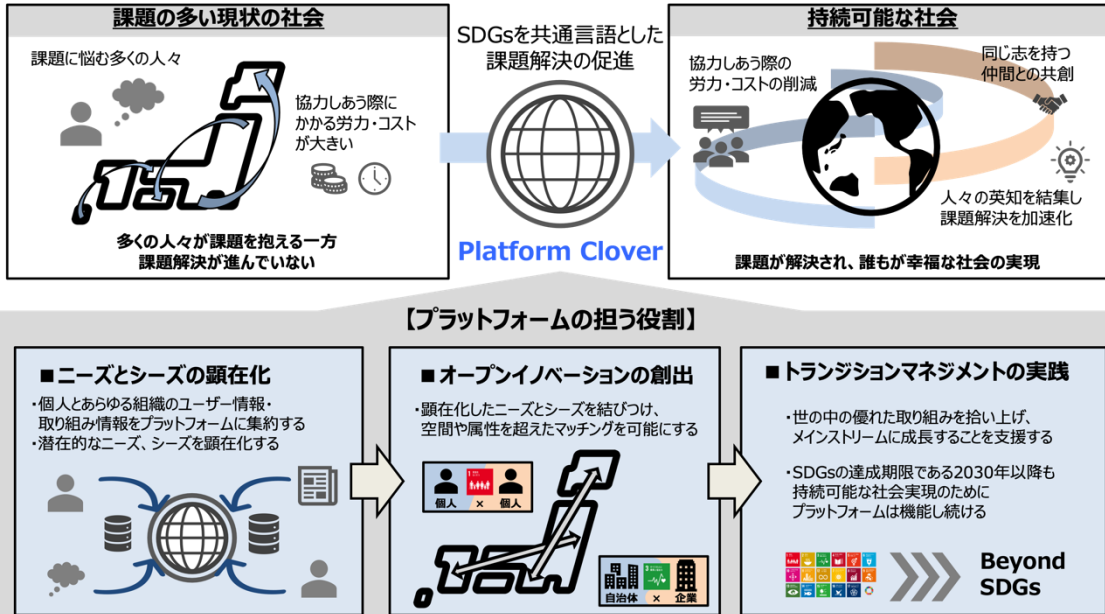 課題の多い現状の社会
課題に悩む多くの人々
協力しあう際に
かかる労力・コスト
が大きい
多くの人々が課題を抱える一方
課題解決が進んでいない
SDGsを共通言語とした
課題解決の促進
Platform Clover
持続可能な社会
協力しあう際の
労力・コストの削減
同じ志を持つ
仲間との共創
人々の英知を結集し
課題解決を加速化
課題が解決され、誰もが幸福な社会の実現
【プラットフォームの担う役割】
■ニーズとシーズの顕在化
・個人とあらゆる組織のユーザー情報・
取り組み情報をプラットフォームに集約する
・潜在的なニーズ、シーズを顕在化する
■オープンイノベーションの創出
・顕在化したニーズとシーズを結びつけ、
空間や属性を超えたマッチングを可能にする
個人 × 個人
自治体 × 企業
■トランジションマネジメントの実践
・世の中の優れた取り組みを拾い上げ、
メインストリームに成長することを支援する
・SDGsの達成期限である2030年以降も
持続可能な社会実現のために
プラットフォームは機能し続ける
Beyond
SDGs